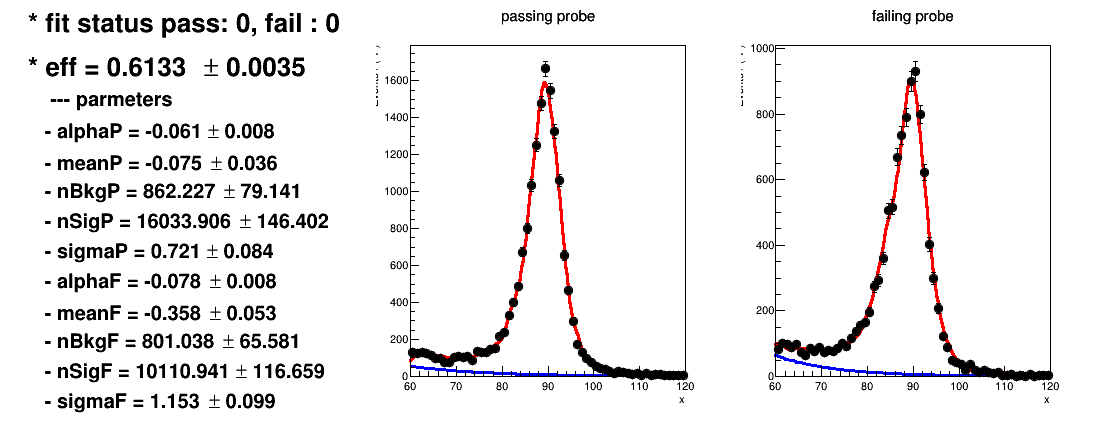 * fit status pass: 0, fail : 0
* eff = 0.6133 ± 0.0035
--- parmeters
- alphaP = -0.061 ± 0.008
- meanP = -0.075 ± 0.036
- nBkgP = 862.227 ± 79.141
- nSigP = 16033.906 ± 146.402
- sigmaP = 0.721 ± 0.084
- alphaF = -0.078 ± 0.008
- meanF = -0.358 ± 0.053
- nBkgF = 801.038 ± 65.581
- nSigF = 10110.941 ± 116.659
- sigmaF = 1.153 ± 0.099
passing probe
1600
1400
1200
1000
800
600
400
200
0
60 70 80 90 100 110 120
x
failing probe
1000
800
600
400
200
0
60 70 80 90 100 110 120
x